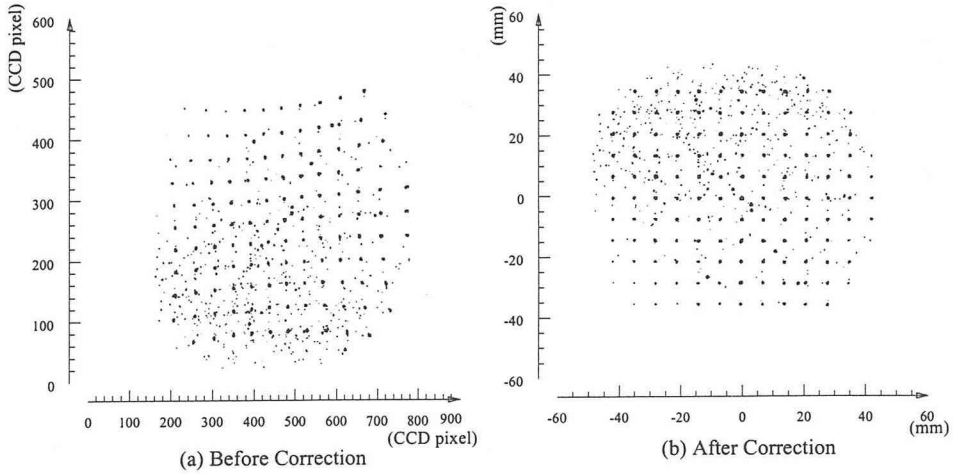 (CCD pixel)
600
500
400
300
200
100
0
0 100 200 300 400 500 600 700 800 900
(CCD pixel)
(a) Before Correction
(mm)
60
40
20
0
-20
-40
-60
-60 -40 -20 0 20 40 60
(mm)
(b) After Correction